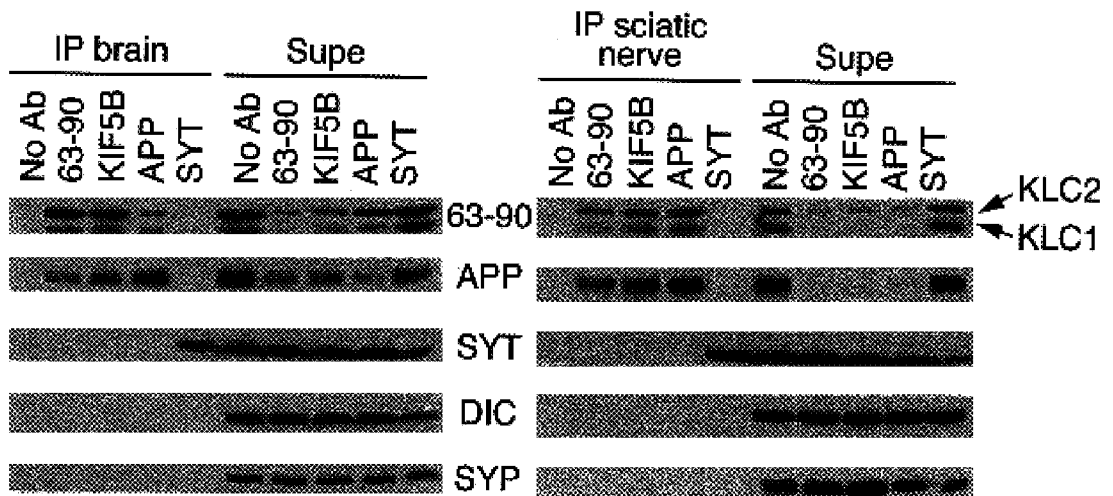 IP brain
Supe
No Ab
63-90
KIF5B
APP
SYT
No Ab
63-90
KIF5B
APP
SYT
IP sciatic
nerve
Supe
No Ab
63-90
KIF5B
APP
SYT
No Ab
63-90
KIF5B
APP
SYT
63-90
KLC2
KLC1
APP
SYT
DIC
SYP